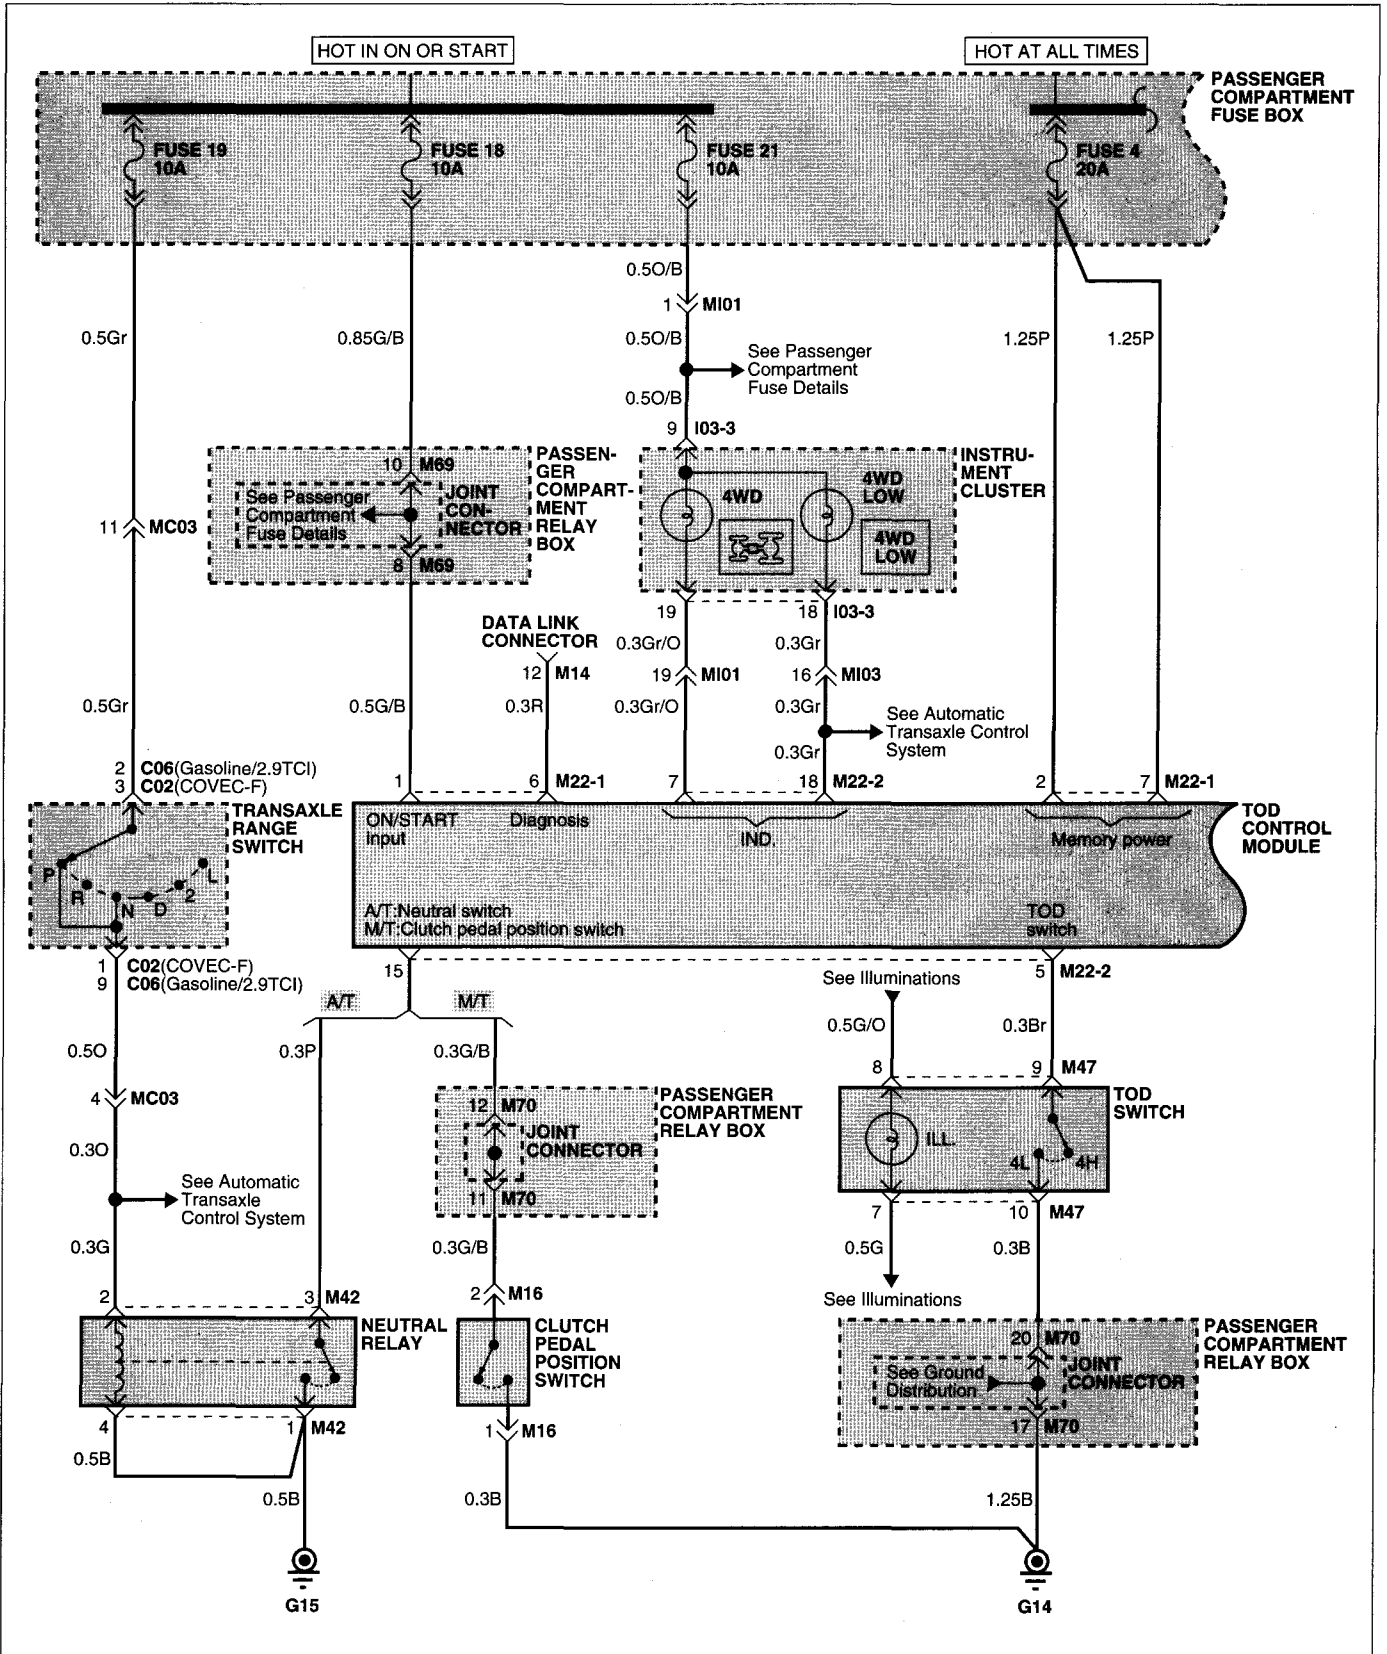 HOT IN ON OR START
HOT AT ALL TIMES
PASSENGER
COMPARTMENT
FUSE BOX
FUSE 19
10A
FUSE 18
10A
FUSE 21
10A
FUSE 4
20A
0.5O/B
1 MI01
0.5Gr
0.85G/B
0.5O/B
1.25P
1.25P
See Passenger
Compartment
Fuse Details
0.5O/B
9 I03-3
10 M69
See Passenger
Compartment
Fuse Details
JOINT
CON-
NECTOR
8 M69
PASSEN-
GER
COMPART-
MENT
RELAY
BOX
4WD
4WD
LOW
4WD
LOW
INSTRU-
MENT
CLUSTER
11 MC03
19
18 I03-3
DATA LINK
CONNECTOR
0.3Gr/O
0.3Gr
12 M14
19 MI01
16 MI03
0.5Gr
0.5G/B
0.3R
0.3Gr/O
0.3Gr
See Automatic
Transaxle Control
System
0.3Gr
2 C06(Gasoline/2.9TCI)
3 C02(COVEC-F)
1
6 M22-1
7
18 M22-2
2
7 M22-1
TRANSAXLE
RANGE
SWITCH
P
R
N
D
2
L
ON/START
Input
Diagnosis
IND.
Memory power
TOD
CONTROL
MODULE
A/T:Neutral switch
M/T:Clutch pedal position switch
TOD
switch
1 C02(COVEC-F)
9 C06(Gasoline/2.9TCI)
15
5 M22-2
A/T
M/T
See Illuminations
0.5O
0.3P
0.3G/B
0.5G/O
0.3Br
4 MC03
8
9 M47
12 M70
JOINT
CONNECTOR
11 M70
PASSENGER
COMPARTMENT
RELAY BOX
ILL.
4L
4H
TOD
SWITCH
0.3O
See Automatic
Transaxle
Control System
7
10 M47
0.3G
0.3G/B
0.5G
0.3B
2
3 M42
2 M16
See Illuminations
NEUTRAL
RELAY
CLUTCH
PEDAL
POSITION
SWITCH
20 M70
See Ground
Distribution
JOINT
CONNECTOR
17 M70
PASSENGER
COMPARTMENT
RELAY BOX
4
1 M42
1 M16
0.5B
0.5B
0.3B
1.25B
G15
G14